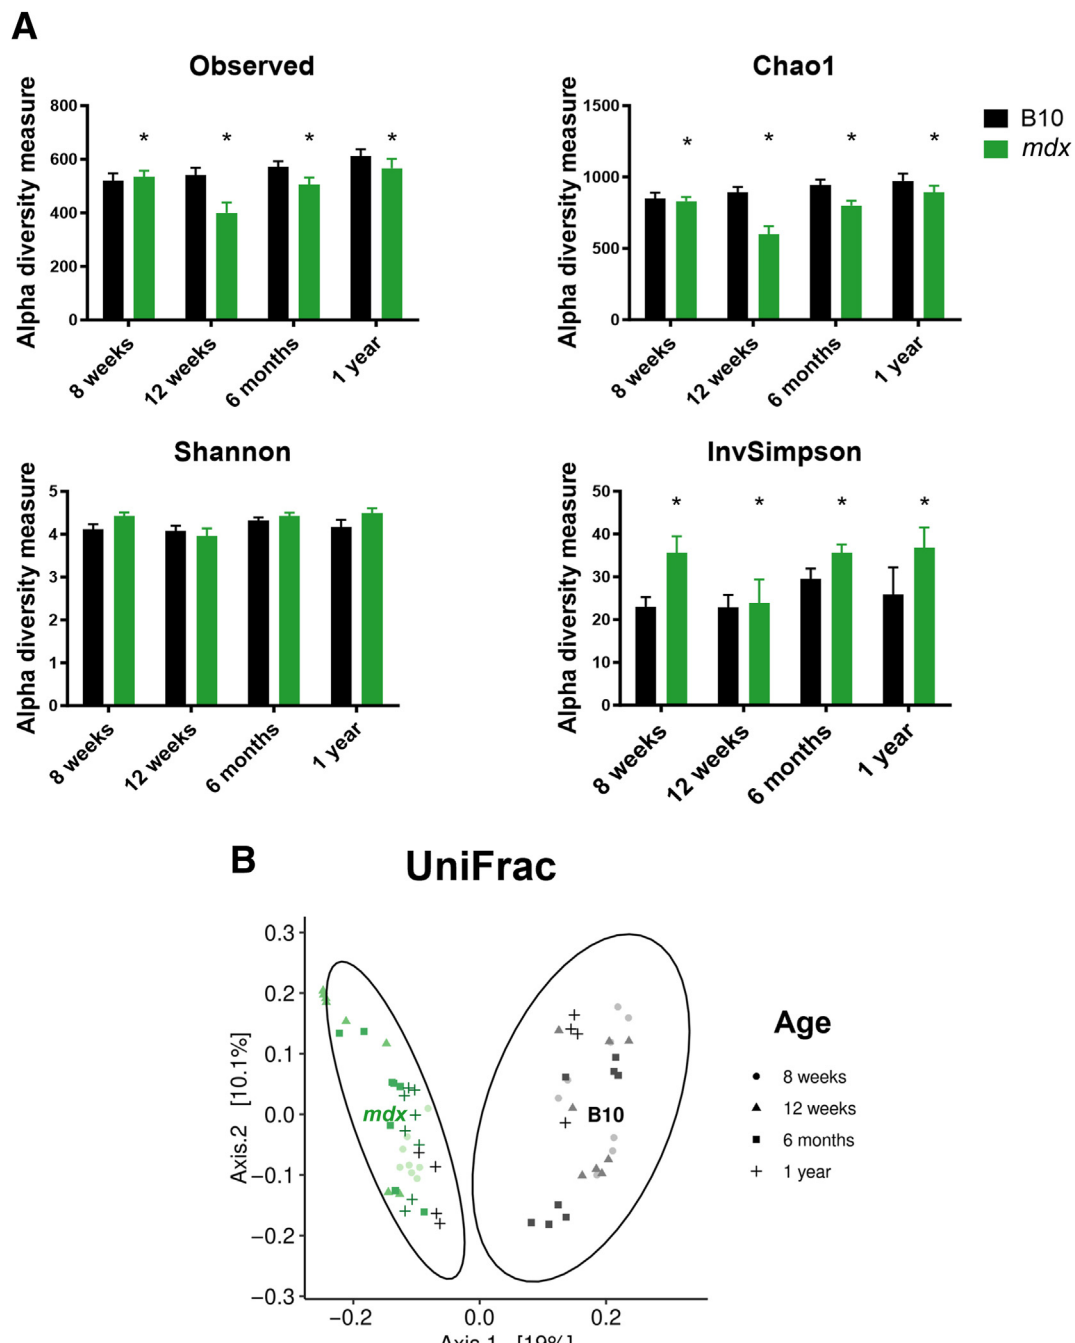 A
Observed
Alpha diversity measure
800
600
400
200
0
* * * *
8 weeks
12 weeks
6 months
1 year
Chao1
Alpha diversity measure
1500
1000
500
0
* * * *
8 weeks
12 weeks
6 months
1 year
B10
mdx
Shannon
Alpha diversity measure
5
4
3
2
1
0
8 weeks
12 weeks
6 months
1 year
InvSimpson
Alpha diversity measure
50
40
30
20
10
0
* * * *
8 weeks
12 weeks
6 months
1 year
B
UniFrac
Axis.2 [10.1%]
0.3
0.2
0.1
0.0
−0.1
−0.2
−0.3
mdx
B10
−0.2
0.0
0.2
Axis.1 [19%]
Age
8 weeks
12 weeks
6 months
1 year